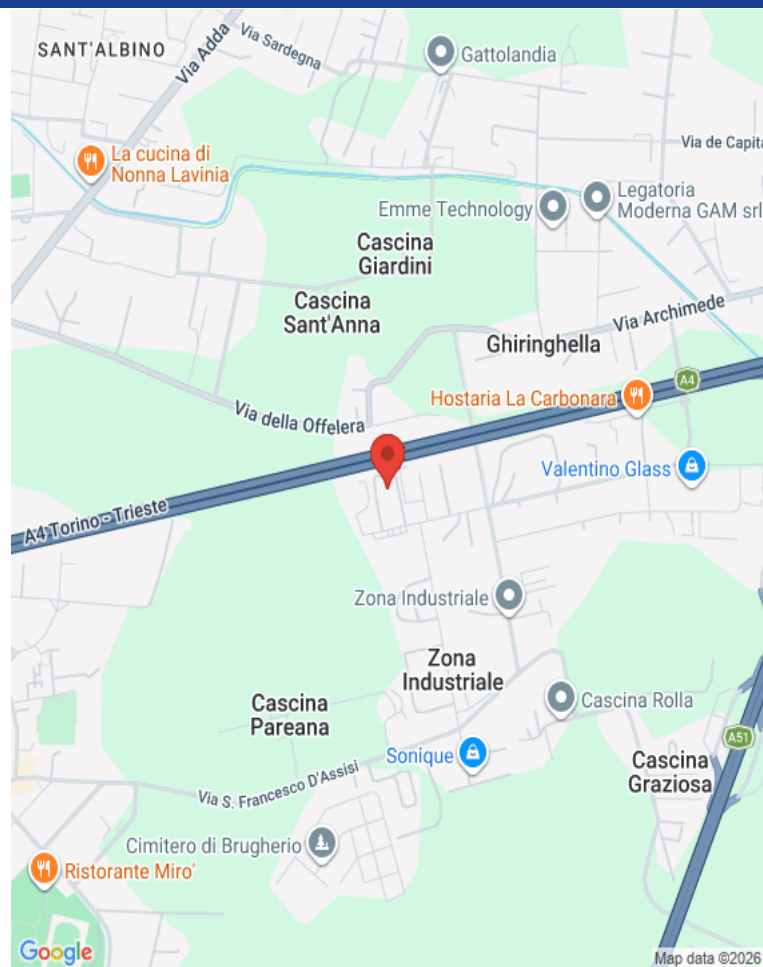 SANT'ALBINO
Via Adda
Via Sardegna
Gattolandia
La cucina di
Nonna Lavinia
Via de Capita
Emme Technology
Legatoria
Moderna GAM srl
Cascina
Giardini
Cascina
Sant'Anna
Via Archimede
Ghiringhella
A4
Hostaria La Carbonara
Via della Offelera
Valentino Glass
A4 Torino - Trieste
Zona Industriale
Zona
Industriale
Cascina Rolla
Cascina
Pareana
A51
Sonique
Cascina
Graziosa
Via S. Francesco D'Assisi
Cimitero di Brugherio
Ristorante Miro'
Google
Map data ©2026